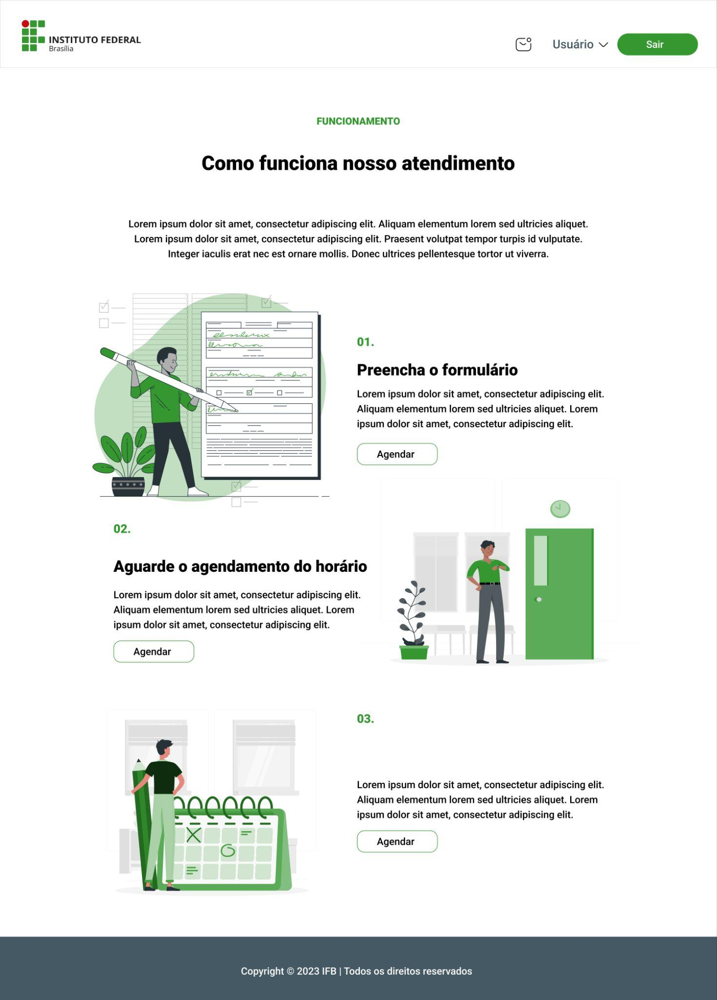 INSTITUTO FEDERAL
Brasília
Usuário
Sair
FUNCIONAMENTO
Como funciona nosso atendimento
Lorem ipsum dolor sit amet, consectetur adipiscing elit. Aliquam elementum lorem sed ultricies aliquet.
Lorem ipsum dolor sit amet, consectetur adipiscing elit. Praesent volutpat tempor turpis id vulputate.
Integer iaculis erat nec est ornare mollis. Donec ultrices pellentesque tortor ut viverra.
01.
Preencha o formulário
Lorem ipsum dolor sit amet, consectetur adipiscing elit.
Aliquam elementum lorem sed ultricies aliquet. Lorem
ipsum dolor sit amet, consectetur adipiscing elit.
Agendar
02.
Aguarde o agendamento do horário
Lorem ipsum dolor sit amet, consectetur adipiscing elit.
Aliquam elementum lorem sed ultricies aliquet. Lorem
ipsum dolor sit amet, consectetur adipiscing elit.
Agendar
03.
Lorem ipsum dolor sit amet, consectetur adipiscing elit.
Aliquam elementum lorem sed ultricies aliquet. Lorem
ipsum dolor sit amet, consectetur adipiscing elit.
Agendar
Copyright © 2023 IFB | Todos os direitos reservados